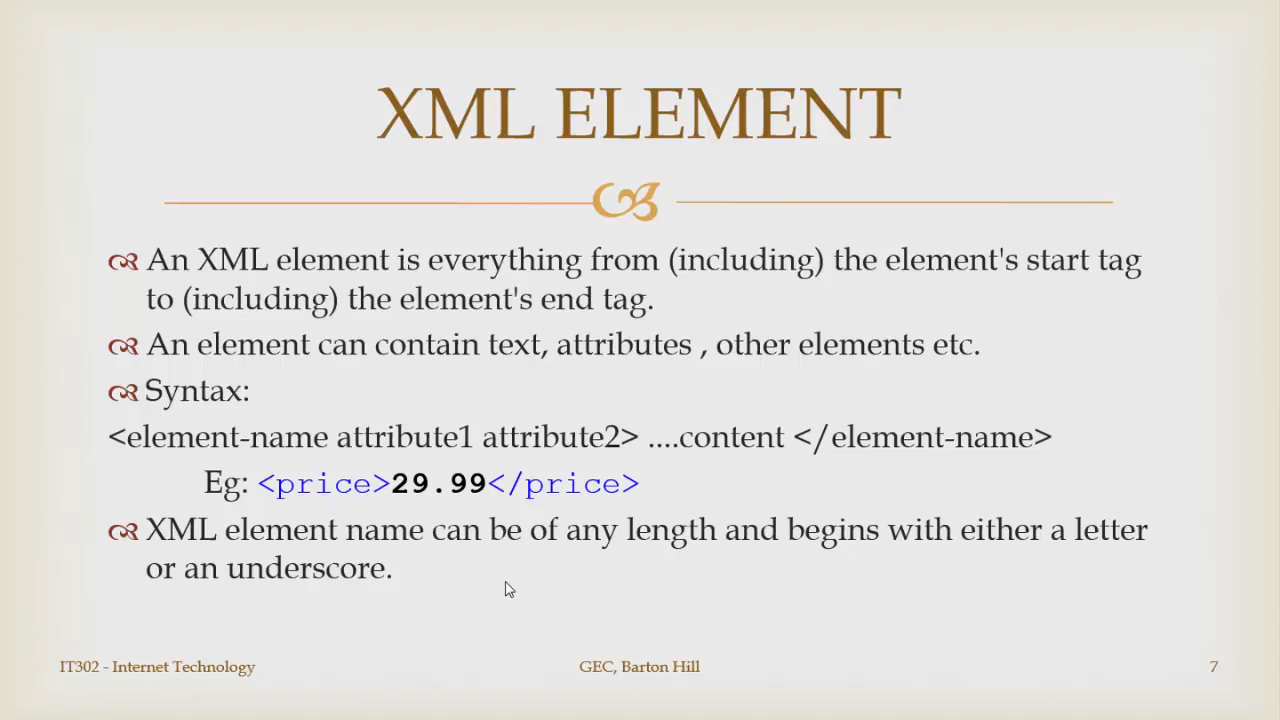 XML ELEMENT
An XML element is everything from (including) the element's start tag
to (including) the element's end tag.
An element can contain text, attributes , other elements etc.
Syntax:
<element-name attribute1 attribute2> ....content </element-name>
Eg: <price>29.99</price>
XML element name can be of any length and begins with either a letter
or an underscore.
IT302 - Internet Technology
GEC, Barton Hill
7